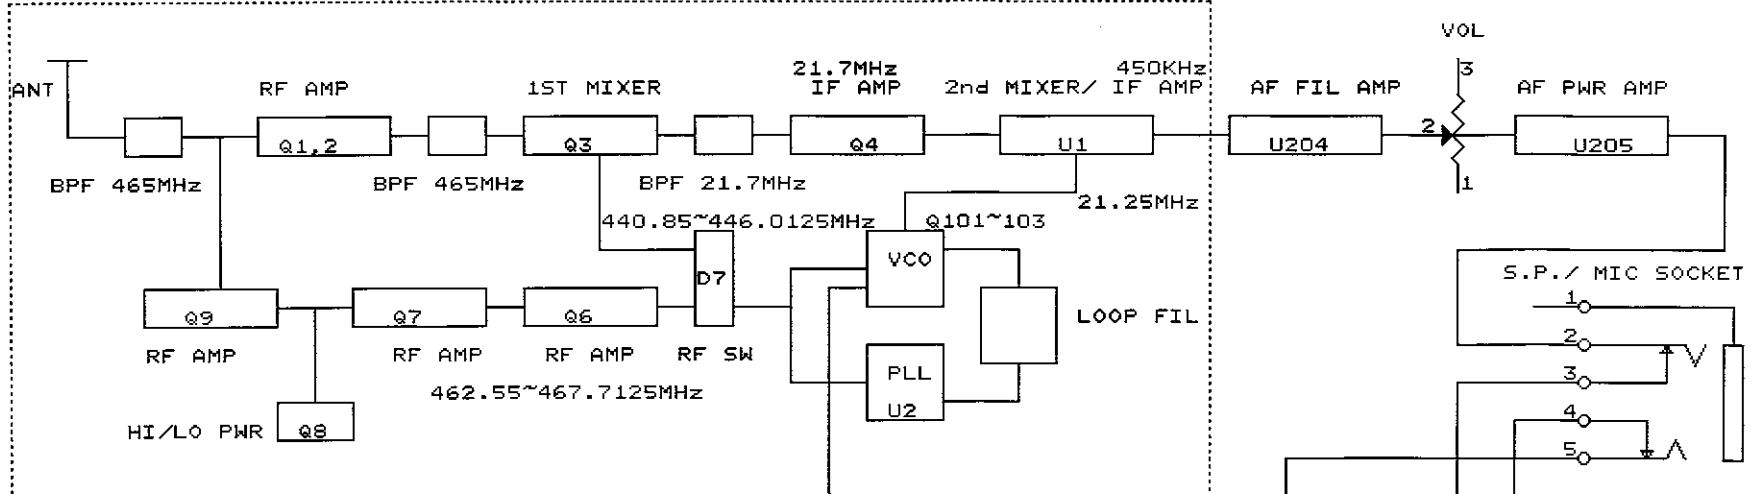 VOL
21.7MHz
450KHz
3
ANT
RF AMP
1ST MIXER
IF AMP
2nd MIXER/ IF AMP
AF FIL AMP
AF PWR AMP
2
Q1,2
Q3
Q4
U1
U204
U205
BPF 465MHz
BPF 465MHz
BPF 21.7MHz
1
21.25MHz
440.85~446.0125MHz
Q101~103
VCO
D7
S.P./ MIC SOCKET
1
Q9
Q7
Q6
LOOP FIL
2
RF AMP
RF AMP
RF AMP
RF SW
PLL
3
462.55~467.7125MHz
U2
4
HI/LO PWR
Q8
5